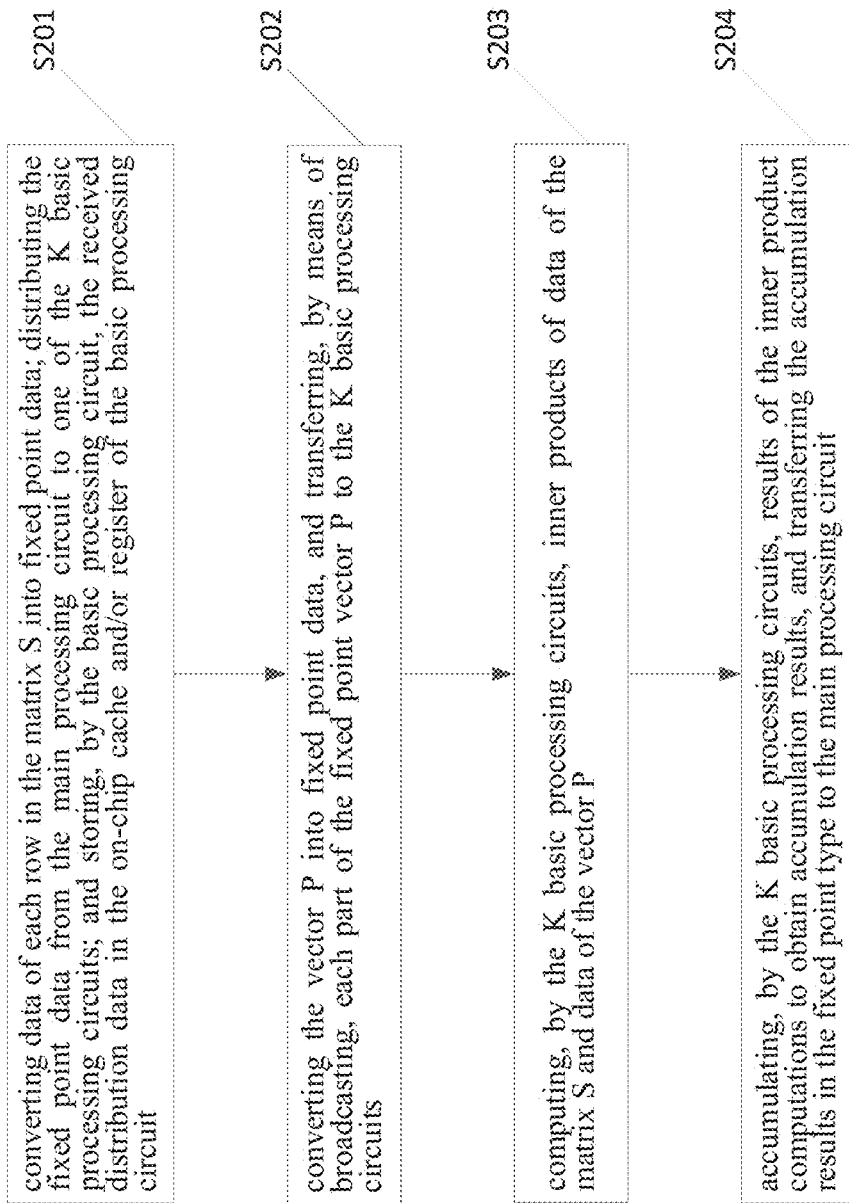 S201
converting data of each row in the matrix S into fixed point data; distributing the
fixed point data from the main processing circuit to one of the K basic
processing circuits; and storing, by the basic processing circuit, the received
distribution data in the on-chip cache and/or register of the basic processing
circuit
S202
converting the vector P into fixed point data, and transferring, by means of
broadcasting, each part of the fixed point vector P to the K basic processing
circuits
S203
computing, by the K basic processing circuits, inner products of data of the
matrix S and data of the vector P
S204
accumulating, by the K basic processing circuits, results of the inner product
computations to obtain accumulation results, and transferring the accumulation
results in the fixed point type to the main processing circuit